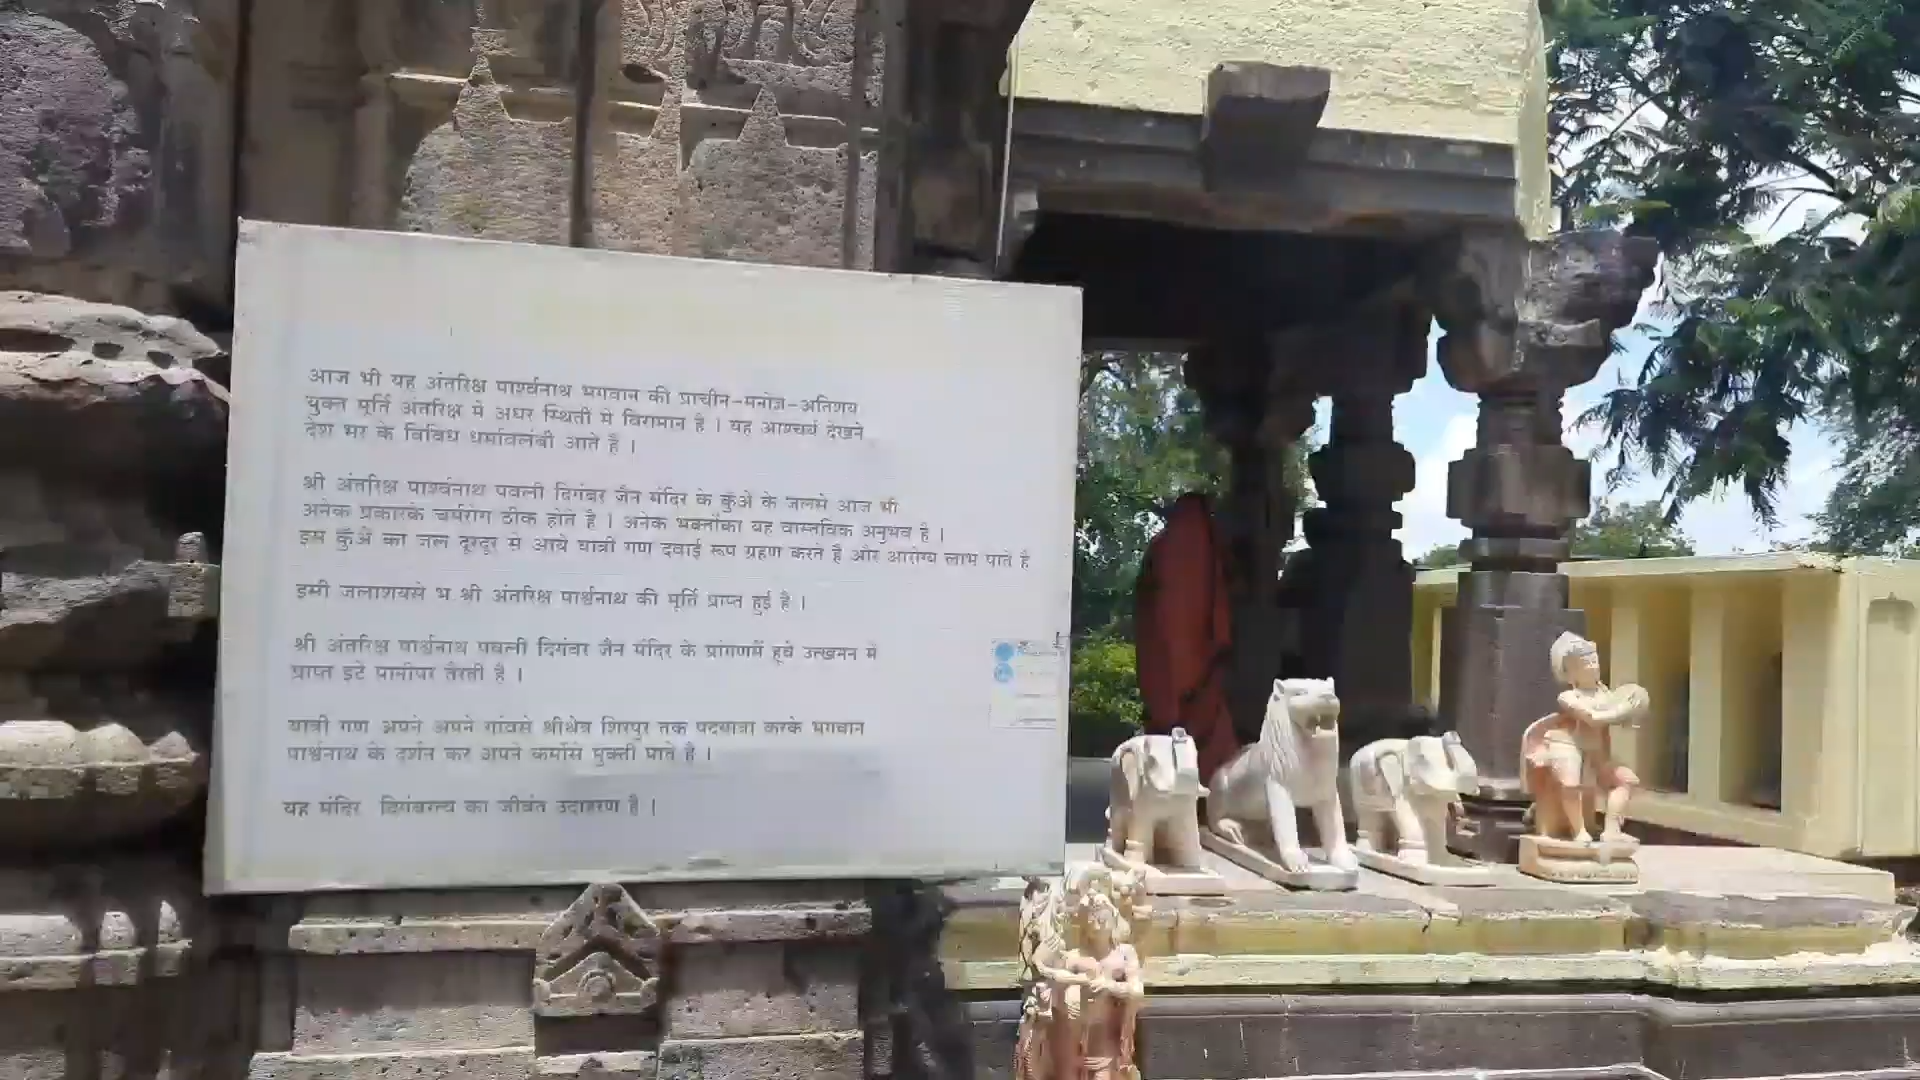 आज भी यह अंतरिक्ष पार्श्वनाथ भगवान की प्राचीन-मनोज्ञ-अतिशय
युक्त मूर्ति अंतरिक्ष मे अधर स्थिती मे विरामान है । यह आश्चर्य देखने
देश भर के विविध धर्मावलंबी आते है ।
श्री अंतरिक्ष पार्श्वनाथ पवली दिगंबर जैन मंदिर के कुँअे के जलसे आज भी
अनेक प्रकारके चर्मरोग ठीक होते है । अनेक भक्तोंका यह वास्तविक अनुभव है ।
इस कुँअे का जल दूरदूर से आये यात्री गण दवाई रूप ग्रहण करते है और आरोग्य लाभ पाते है
इसी जलाशयसे भ श्री अंतरिक्ष पार्श्वनाथ की मूर्ति प्राप्त हुई है ।
श्री अंतरिक्ष पार्श्वनाथ पवली दिगंबर जैन मंदिर के प्रांगणमें हूये उत्खनन मे
प्राप्त इटे पानीपर तैरती है ।
यात्री गण अपने अपने गांवसे श्रीक्षेत्र शिरपुर तक पदयात्रा करके भगवान
पार्श्वनाथ के दर्शन कर अपने कर्मोसे मुक्ती पाते है ।
यह मंदिर दिगंबरत्व का जीवंत उदाहरण है ।